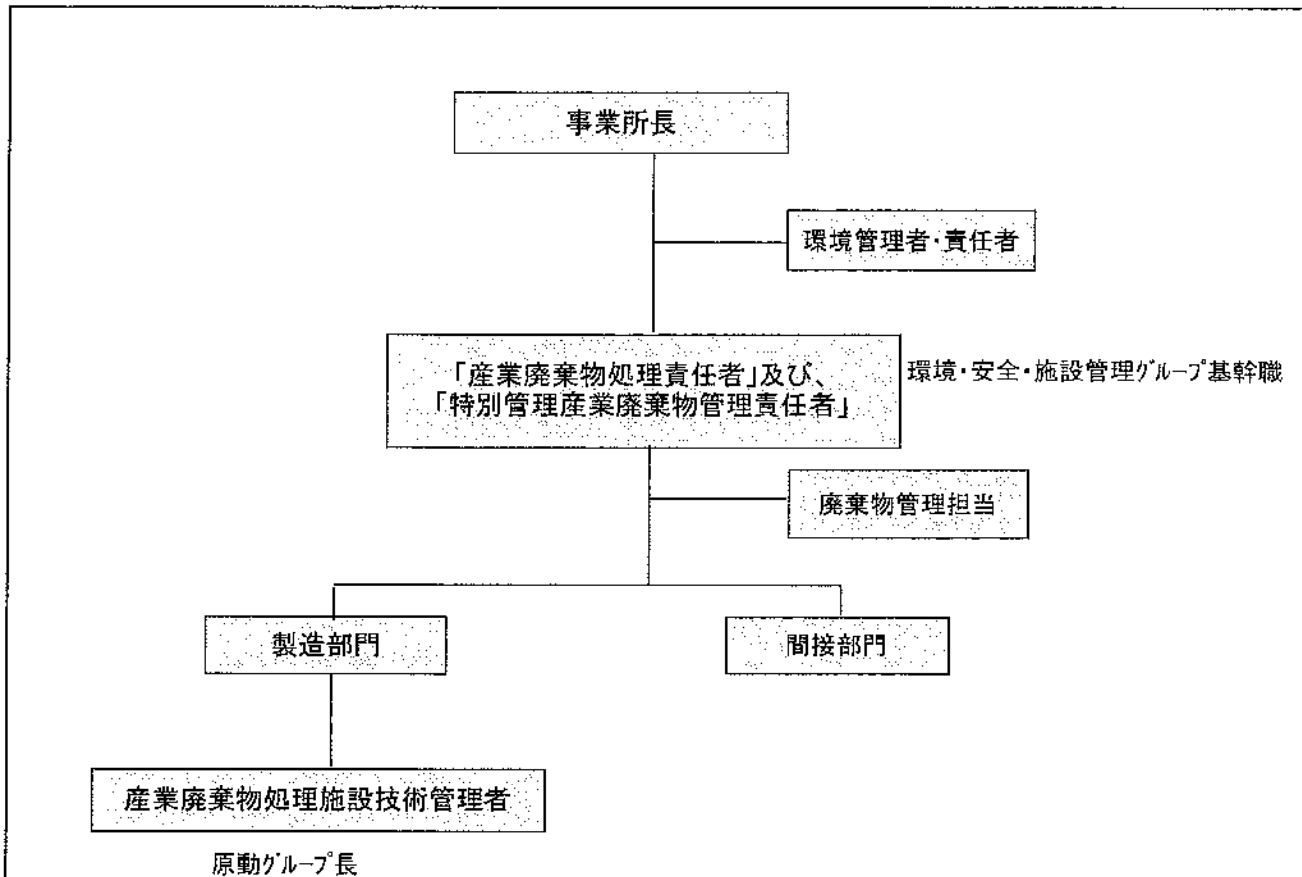 事業所長
環境管理者・責任者
「産業廃棄物処理責任者」及び、
「特別管理産業廃棄物管理責任者」
環境・安全・施設管理ｸﾞﾙｰﾌﾟ基幹職
廃棄物管理担当
製造部門
間接部門
産業廃棄物処理施設技術管理者
原動ｸﾞﾙｰﾌﾟ長